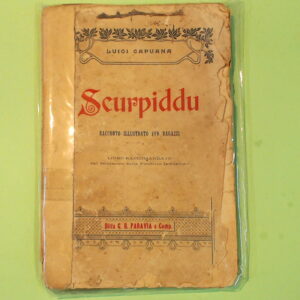 LUIGI CAPUANA
Scurpiddu
RACCONTO ILLUSTRATO PER RAGAZZI
Ditta G. B. PARAVIA e Comp.